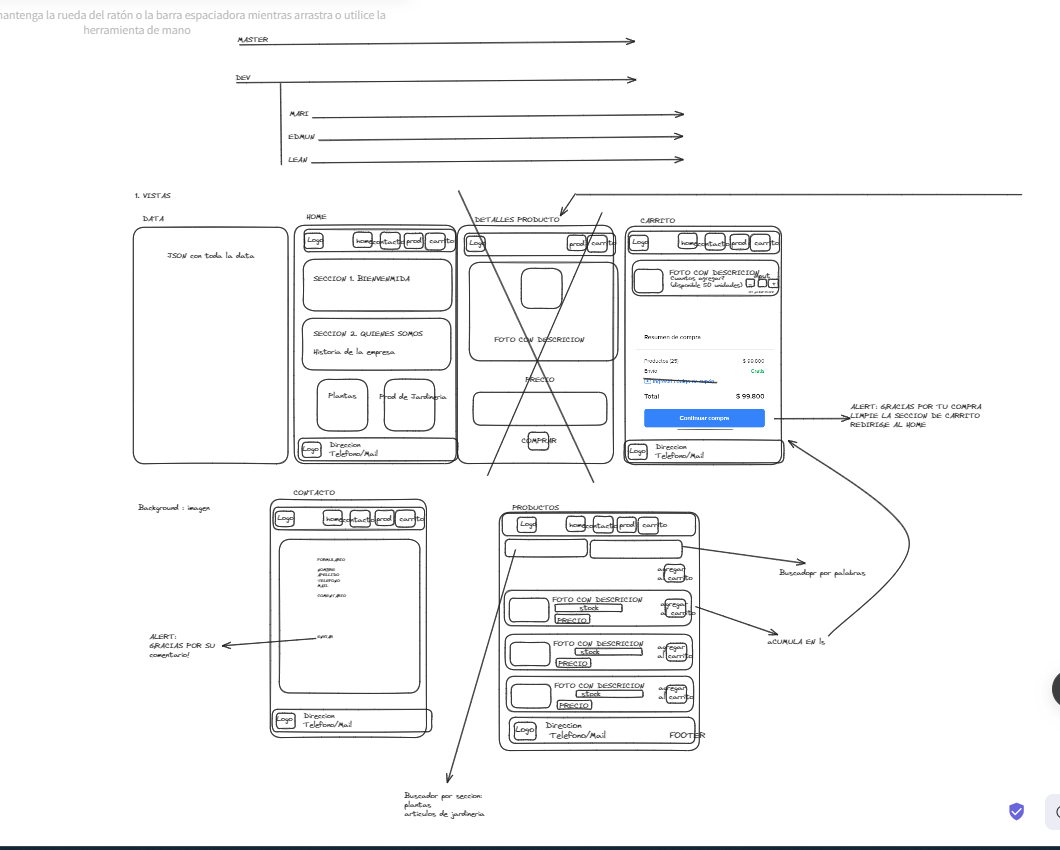 mantenga la rueda del ratón o la barra espaciadora mientras arrastra o utilice la
herramienta de mano
MASTER
DEV
MARI
EDMUN
LEAN
1. VISTAS
DATA
JSON con toda la data
HOME
Logo
home
contacto
prod
carrito
SECCION 1. BIENVENMIDA
SECCION 2. QUIENES SOMOS
Historia de la empresa
Plantas
Prod de Jardineria
Logo
Direccion
Telefono/Mail
DETALLES PRODUCTO
Logo
prod
carrito
FOTO CON DESCRICION
PRECIO
COMPRAR
CARRITO
Logo
home
contacto
prod
carrito
FOTO CON DESCRICION
Cuantos agregar?
(disponible 50 unidades)
Resumen de compra
Productos (25)
$ 99.800
Envío
Gratis
Total
$ 99.800
Continuar compra
Logo
Direccion
Telefono/Mail
ALERT: GRACIAS POR TU COMPRA
LIMPIE LA SECCION DE CARRITO
REDIRIGE AL HOME
CONTACTO
Background : imagen
Logo
home
contacto
prod
carrito
FORMULARIO
NOMBRE
APELLIDO
TELEFONO
MAIL
COMENTARIO
ALERT:
GRACIAS POR SU
comentario!
Logo
Direccion
Telefono/Mail
PRODUCTOS
Logo
home
contacto
prod
carrito
Buscadopr por palabras
agregar
al carrito
FOTO CON DESCRICION
stock
PRECIO
agregar
al carrito
aCUMULA EN ls
FOTO CON DESCRICION
stock
PRECIO
agregar
al carrito
FOTO CON DESCRICION
stock
PRECIO
agregar
al carrito
Logo
Direccion
Telefono/Mail
FOOTER
Buscador por seccion:
plantas
articulos de jardineria